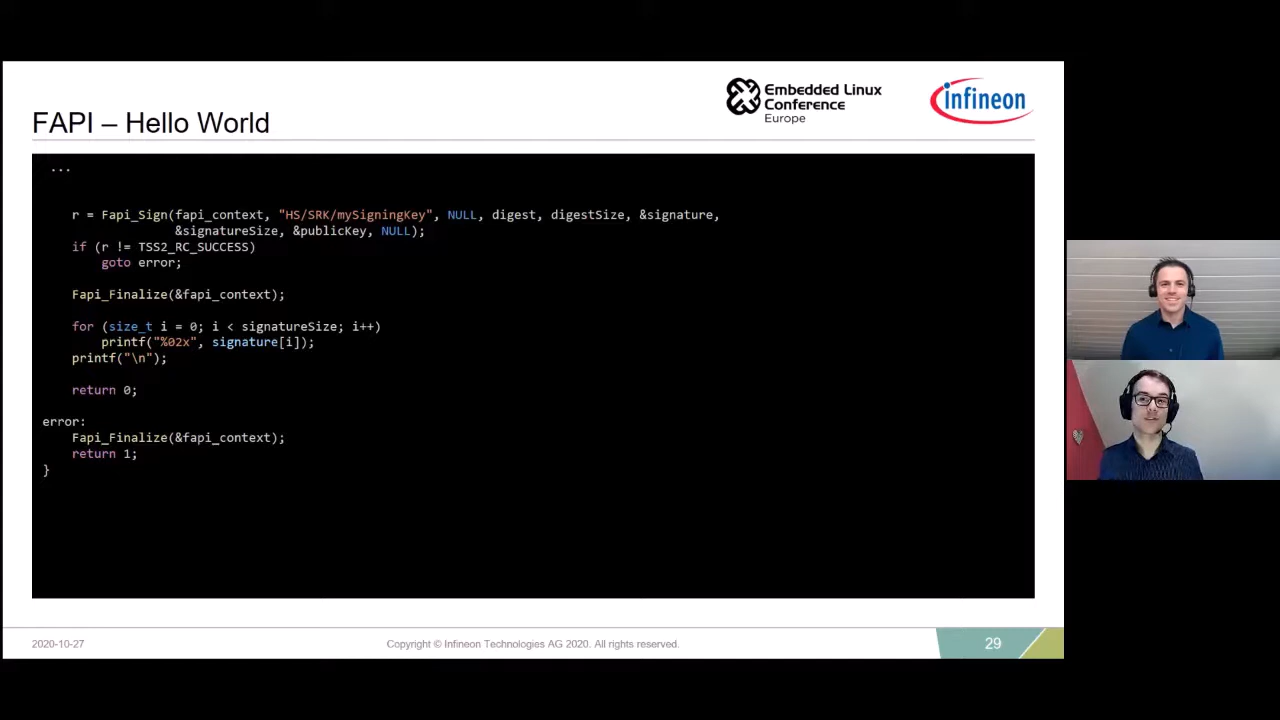 Embedded Linux
Conference
Europe
infineon
FAPI – Hello World
...
r = Fapi_Sign(fapi_context, "HS/SRK/mySigningKey", NULL, digest, digestSize, &signature,
&signatureSize, &publicKey, NULL);
if (r != TSS2_RC_SUCCESS)
goto error;
Fapi_Finalize(&fapi_context);
for (size_t i = 0; i < signatureSize; i++)
printf("%02x", signature[i]);
printf("\n");
return 0;
error:
Fapi_Finalize(&fapi_context);
return 1;
}
2020-10-27
Copyright © Infineon Technologies AG 2020. All rights reserved.
29